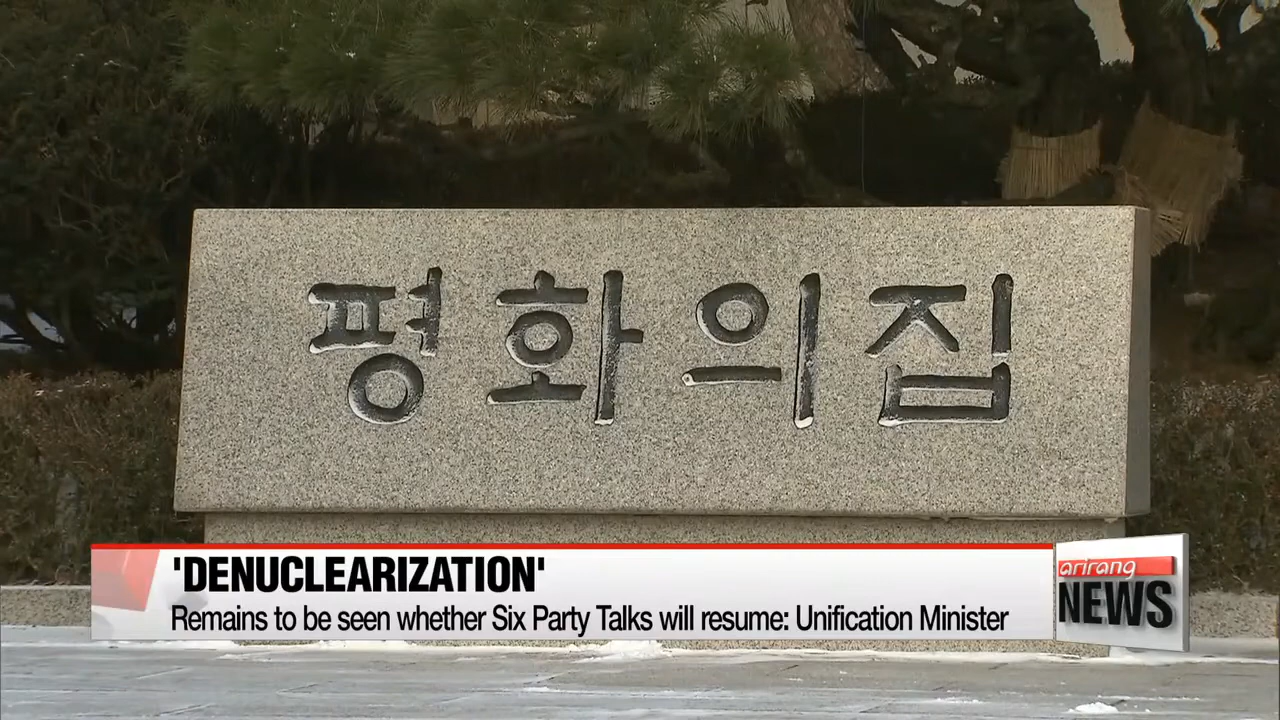 평화의집
'DENUCLEARIZATION'
Remains to be seen whether Six Party Talks will resume: Unification Minister
arirang
NEWS